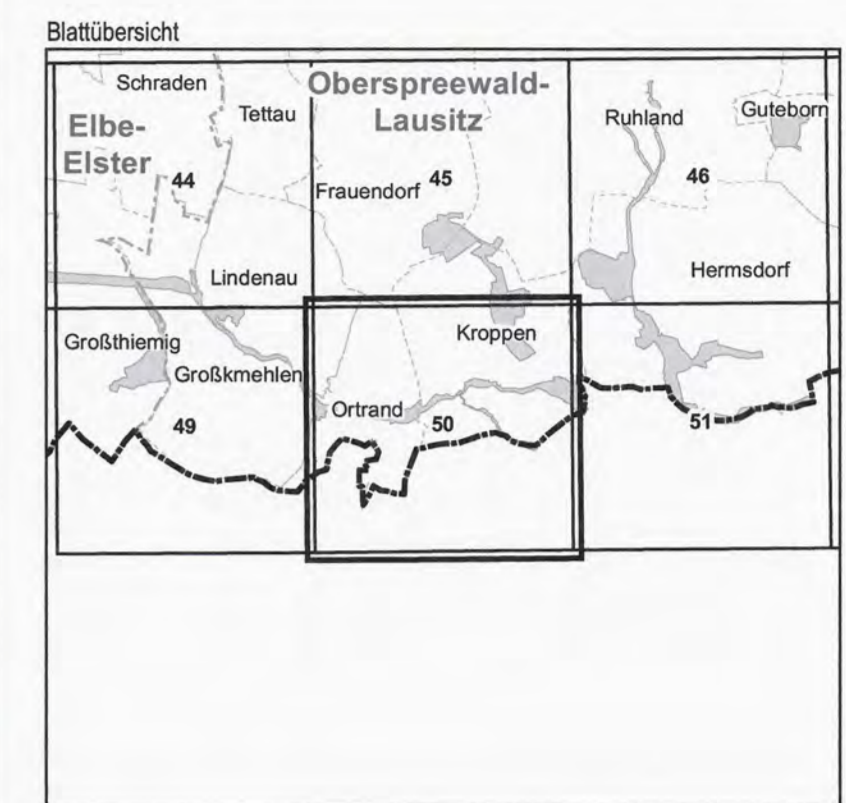 Blattübersicht
Schraden
Oberspreewald-
Lausitz
Tettau
Ruhland
Guteborn
Elbe-
Elster
44
Frauendorf
45
46
Lindenau
Hermsdorf
Großthiemig
Kroppen
Großkmehlen
Ortrand
49
50
51